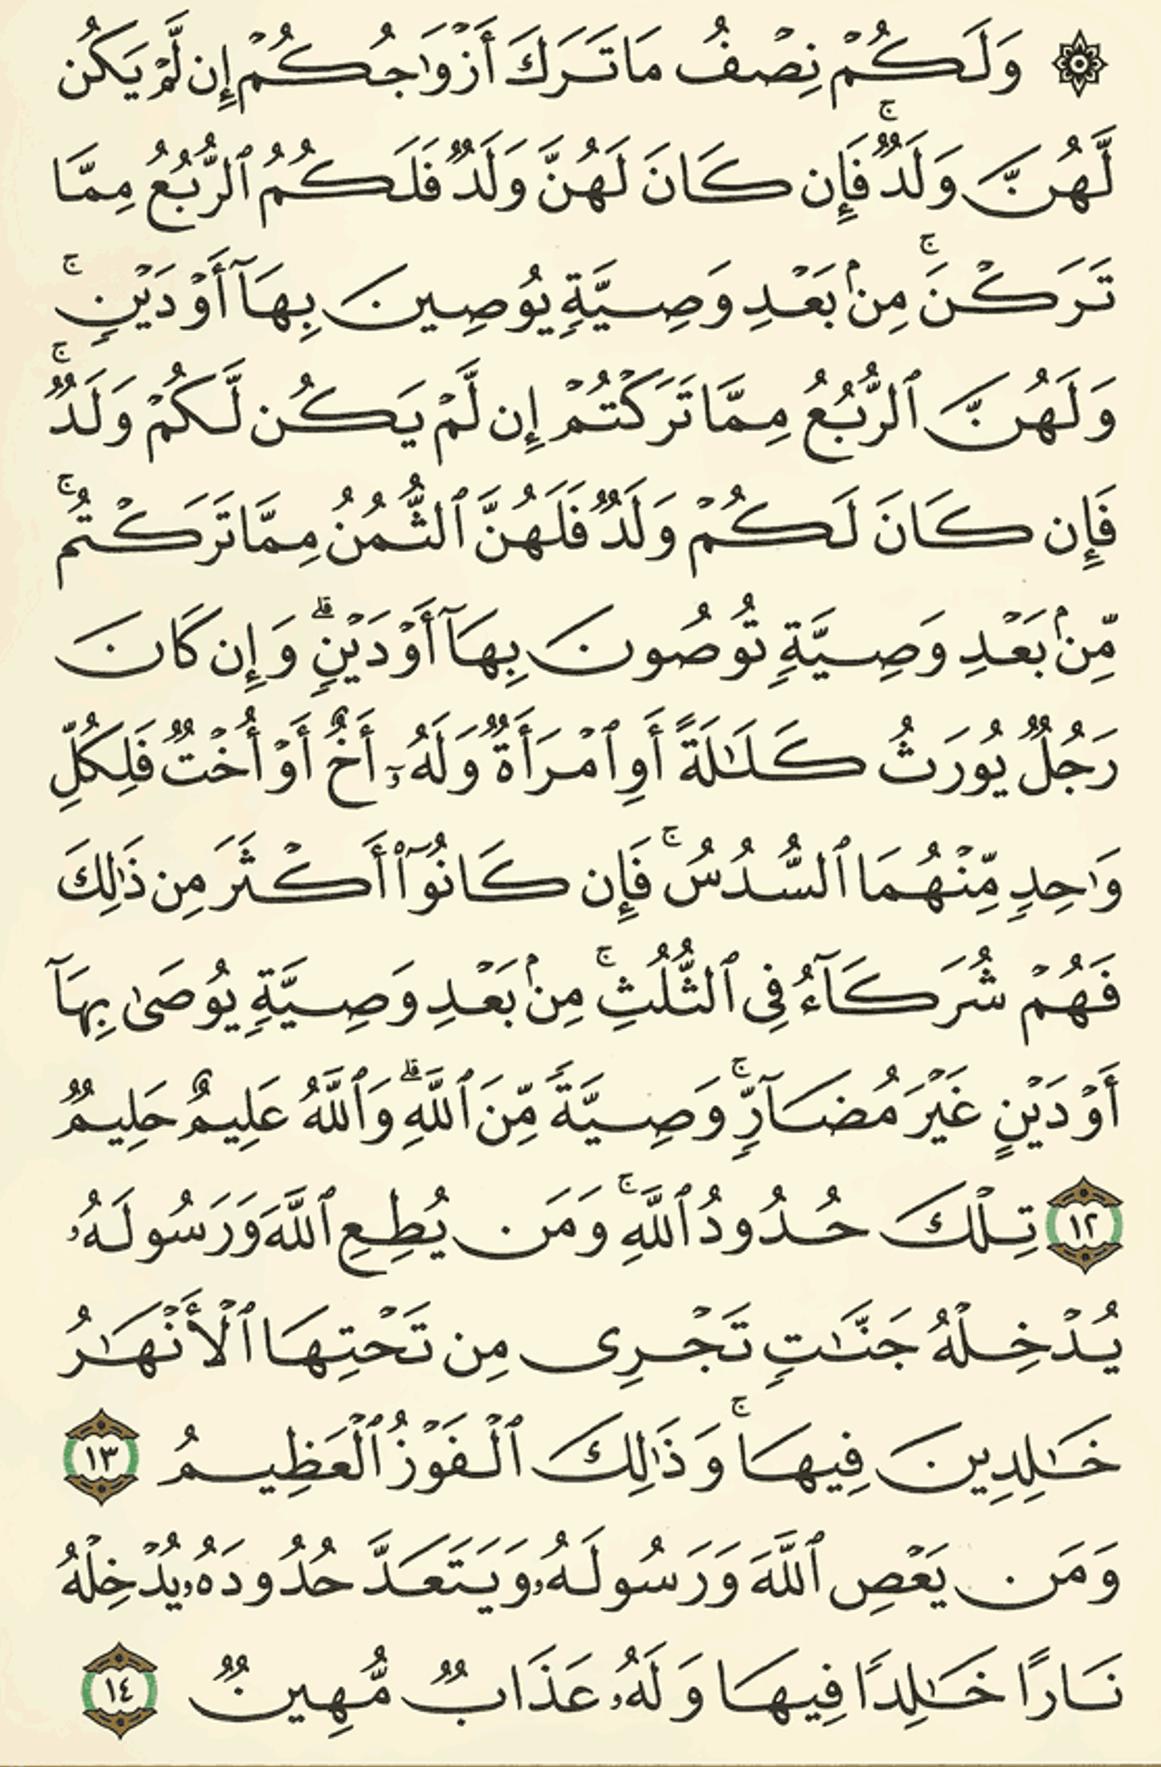 ۞ وَلَكُمْ نِصْفُ مَا تَرَكَ أَزْوَٰجُكُمْ إِن لَّمْ يَكُن
لَّهُنَّ وَلَدٌ ۚ فَإِن كَانَ لَهُنَّ وَلَدٌ فَلَكُمُ ٱلرُّبُعُ مِمَّا
تَرَكْنَ ۚ مِنۢ بَعْدِ وَصِيَّةٍ يُوصِينَ بِهَآ أَوْ دَيْنٍ ۚ
وَلَهُنَّ ٱلرُّبُعُ مِمَّا تَرَكْتُمْ إِن لَّمْ يَكُن لَّكُمْ وَلَدٌ ۚ
فَإِن كَانَ لَكُمْ وَلَدٌ فَلَهُنَّ ٱلثُّمُنُ مِمَّا تَرَكْتُم ۚ
مِّنۢ بَعْدِ وَصِيَّةٍ تُوصُونَ بِهَآ أَوْ دَيْنٍ ۗ وَإِن كَانَ
رَجُلٌ يُورَثُ كَلَـٰلَةً أَوِ ٱمْرَأَةٌ وَلَهُۥٓ أَخٌ أَوْ أُخْتٌ فَلِكُلِّ
وَٰحِدٍ مِّنْهُمَا ٱلسُّدُسُ ۚ فَإِن كَانُوٓا۟ أَكْثَرَ مِن ذَٰلِكَ
فَهُمْ شُرَكَآءُ فِى ٱلثُّلُثِ ۚ مِنۢ بَعْدِ وَصِيَّةٍ يُوصَىٰ بِهَآ
أَوْ دَيْنٍ غَيْرَ مُضَآرٍّ ۚ وَصِيَّةً مِّنَ ٱللَّهِ ۗ وَٱللَّهُ عَلِيمٌ حَلِيمٌ
١٢ تِلْكَ حُدُودُ ٱللَّهِ ۚ وَمَن يُطِعِ ٱللَّهَ وَرَسُولَهُۥ
يُدْخِلْهُ جَنَّـٰتٍ تَجْرِى مِن تَحْتِهَا ٱلْأَنْهَـٰرُ
خَـٰلِدِينَ فِيهَا ۚ وَذَٰلِكَ ٱلْفَوْزُ ٱلْعَظِيمُ ١٣
وَمَن يَعْصِ ٱللَّهَ وَرَسُولَهُۥ وَيَتَعَدَّ حُدُودَهُۥ يُدْخِلْهُ
نَارًا خَـٰلِدًا فِيهَا وَلَهُۥ عَذَابٌ مُّهِينٌ ١٤